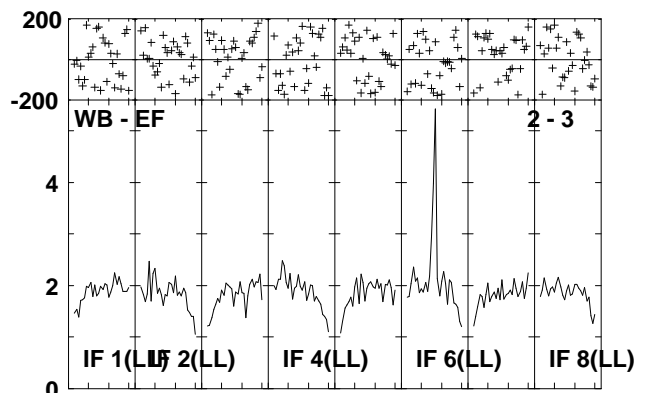 200
-200
WB - EF 2 - 3
4
2
IF 1(LL) IF 2(LL) IF 4(LL) IF 6(LL) IF 8(LL)
0